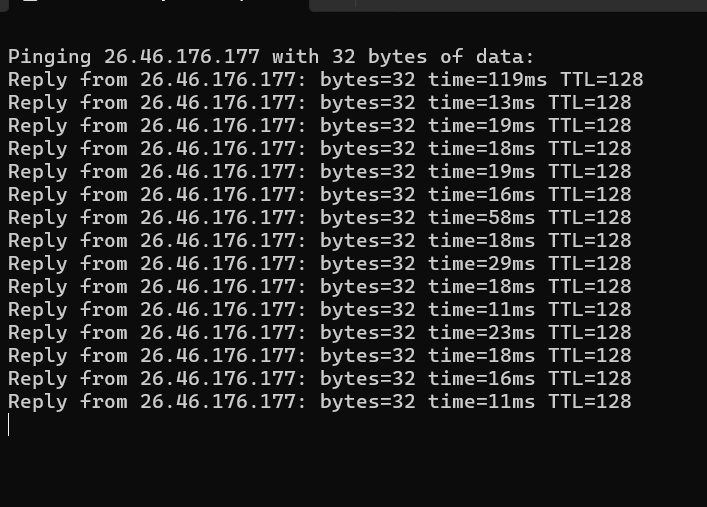 Pinging 26.46.176.177 with 32 bytes of data:
Reply from 26.46.176.177: bytes=32 time=119ms TTL=128
Reply from 26.46.176.177: bytes=32 time=13ms TTL=128
Reply from 26.46.176.177: bytes=32 time=19ms TTL=128
Reply from 26.46.176.177: bytes=32 time=18ms TTL=128
Reply from 26.46.176.177: bytes=32 time=19ms TTL=128
Reply from 26.46.176.177: bytes=32 time=16ms TTL=128
Reply from 26.46.176.177: bytes=32 time=58ms TTL=128
Reply from 26.46.176.177: bytes=32 time=18ms TTL=128
Reply from 26.46.176.177: bytes=32 time=29ms TTL=128
Reply from 26.46.176.177: bytes=32 time=18ms TTL=128
Reply from 26.46.176.177: bytes=32 time=11ms TTL=128
Reply from 26.46.176.177: bytes=32 time=23ms TTL=128
Reply from 26.46.176.177: bytes=32 time=18ms TTL=128
Reply from 26.46.176.177: bytes=32 time=16ms TTL=128
Reply from 26.46.176.177: bytes=32 time=11ms TTL=128